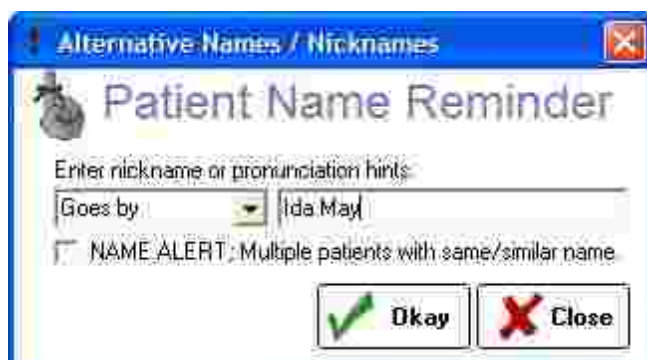 Alternative Names / Nicknames
Patient Name Reminder
Enter nickname or pronunciation hints:
Goes by Ida May
NAME ALERT: Multiple patients with same/similar name.
Okay Close